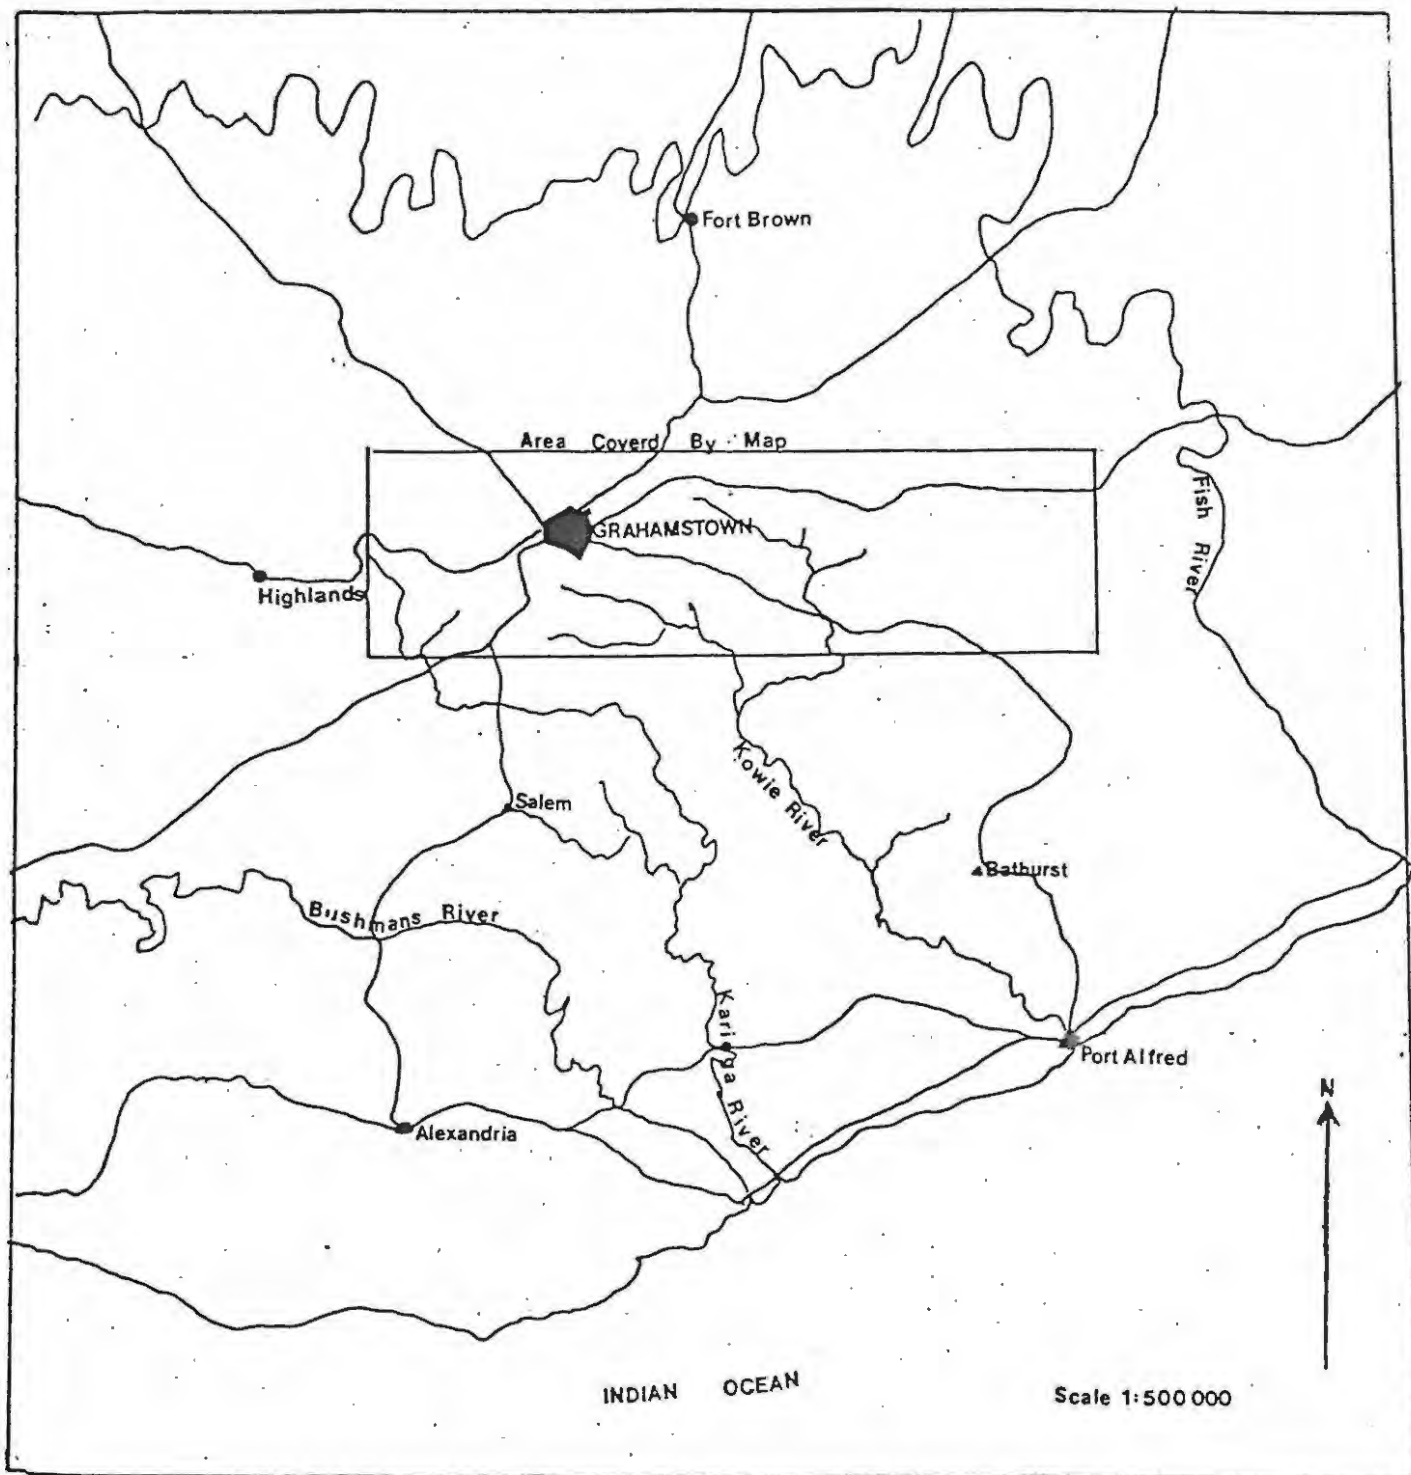 Fort Brown
Area Coverd By Map
GRAHAMSTOWN
Highlands
Fish River
Kowie River
Salem
Bathurst
Bushmans River
Kariega River
Port Alfred
Alexandria
N
INDIAN OCEAN
Scale 1:500 000